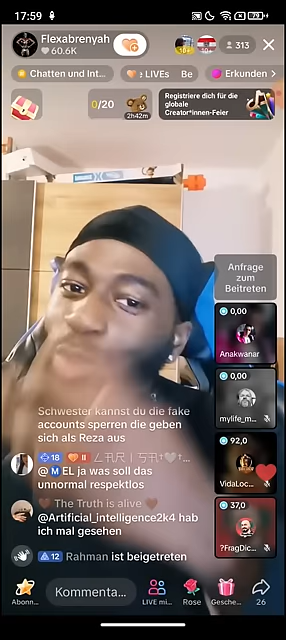 17:59
79
Flexabrenyah
60.6K
313
Chatten und Int...
e LIVEs
Be
Erkunden
0/20
2h42m
Registriere dich für die
globale
Creator*innen-Feier
Anfrage
zum
Beitreten
0,00
Anakwanar
0,00
mylife_m...
92,0
VidaLoc...
37,0
?FragDic...
Schwester kannst du die fake
accounts sperren die geben
sich als Reza aus
18
II
@ⓂEL ja was soll das
unnormal respektlos
The Truth is alive
@Artificial_intelligence2k4 hab
ich mal gesehen
12 Rahman ist beigetreten
Abonn...
Kommenta...
LIVE mi...
Rose
Gesche...
26